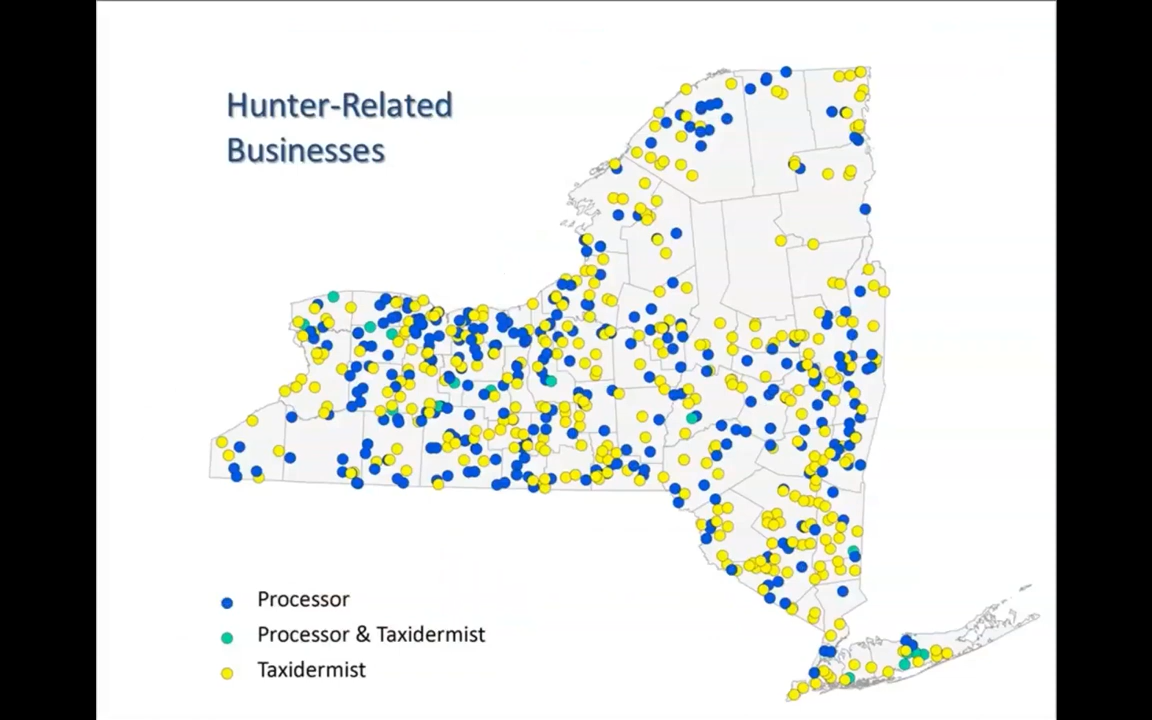 Hunter-Related
Businesses
Processor
Processor & Taxidermist
Taxidermist